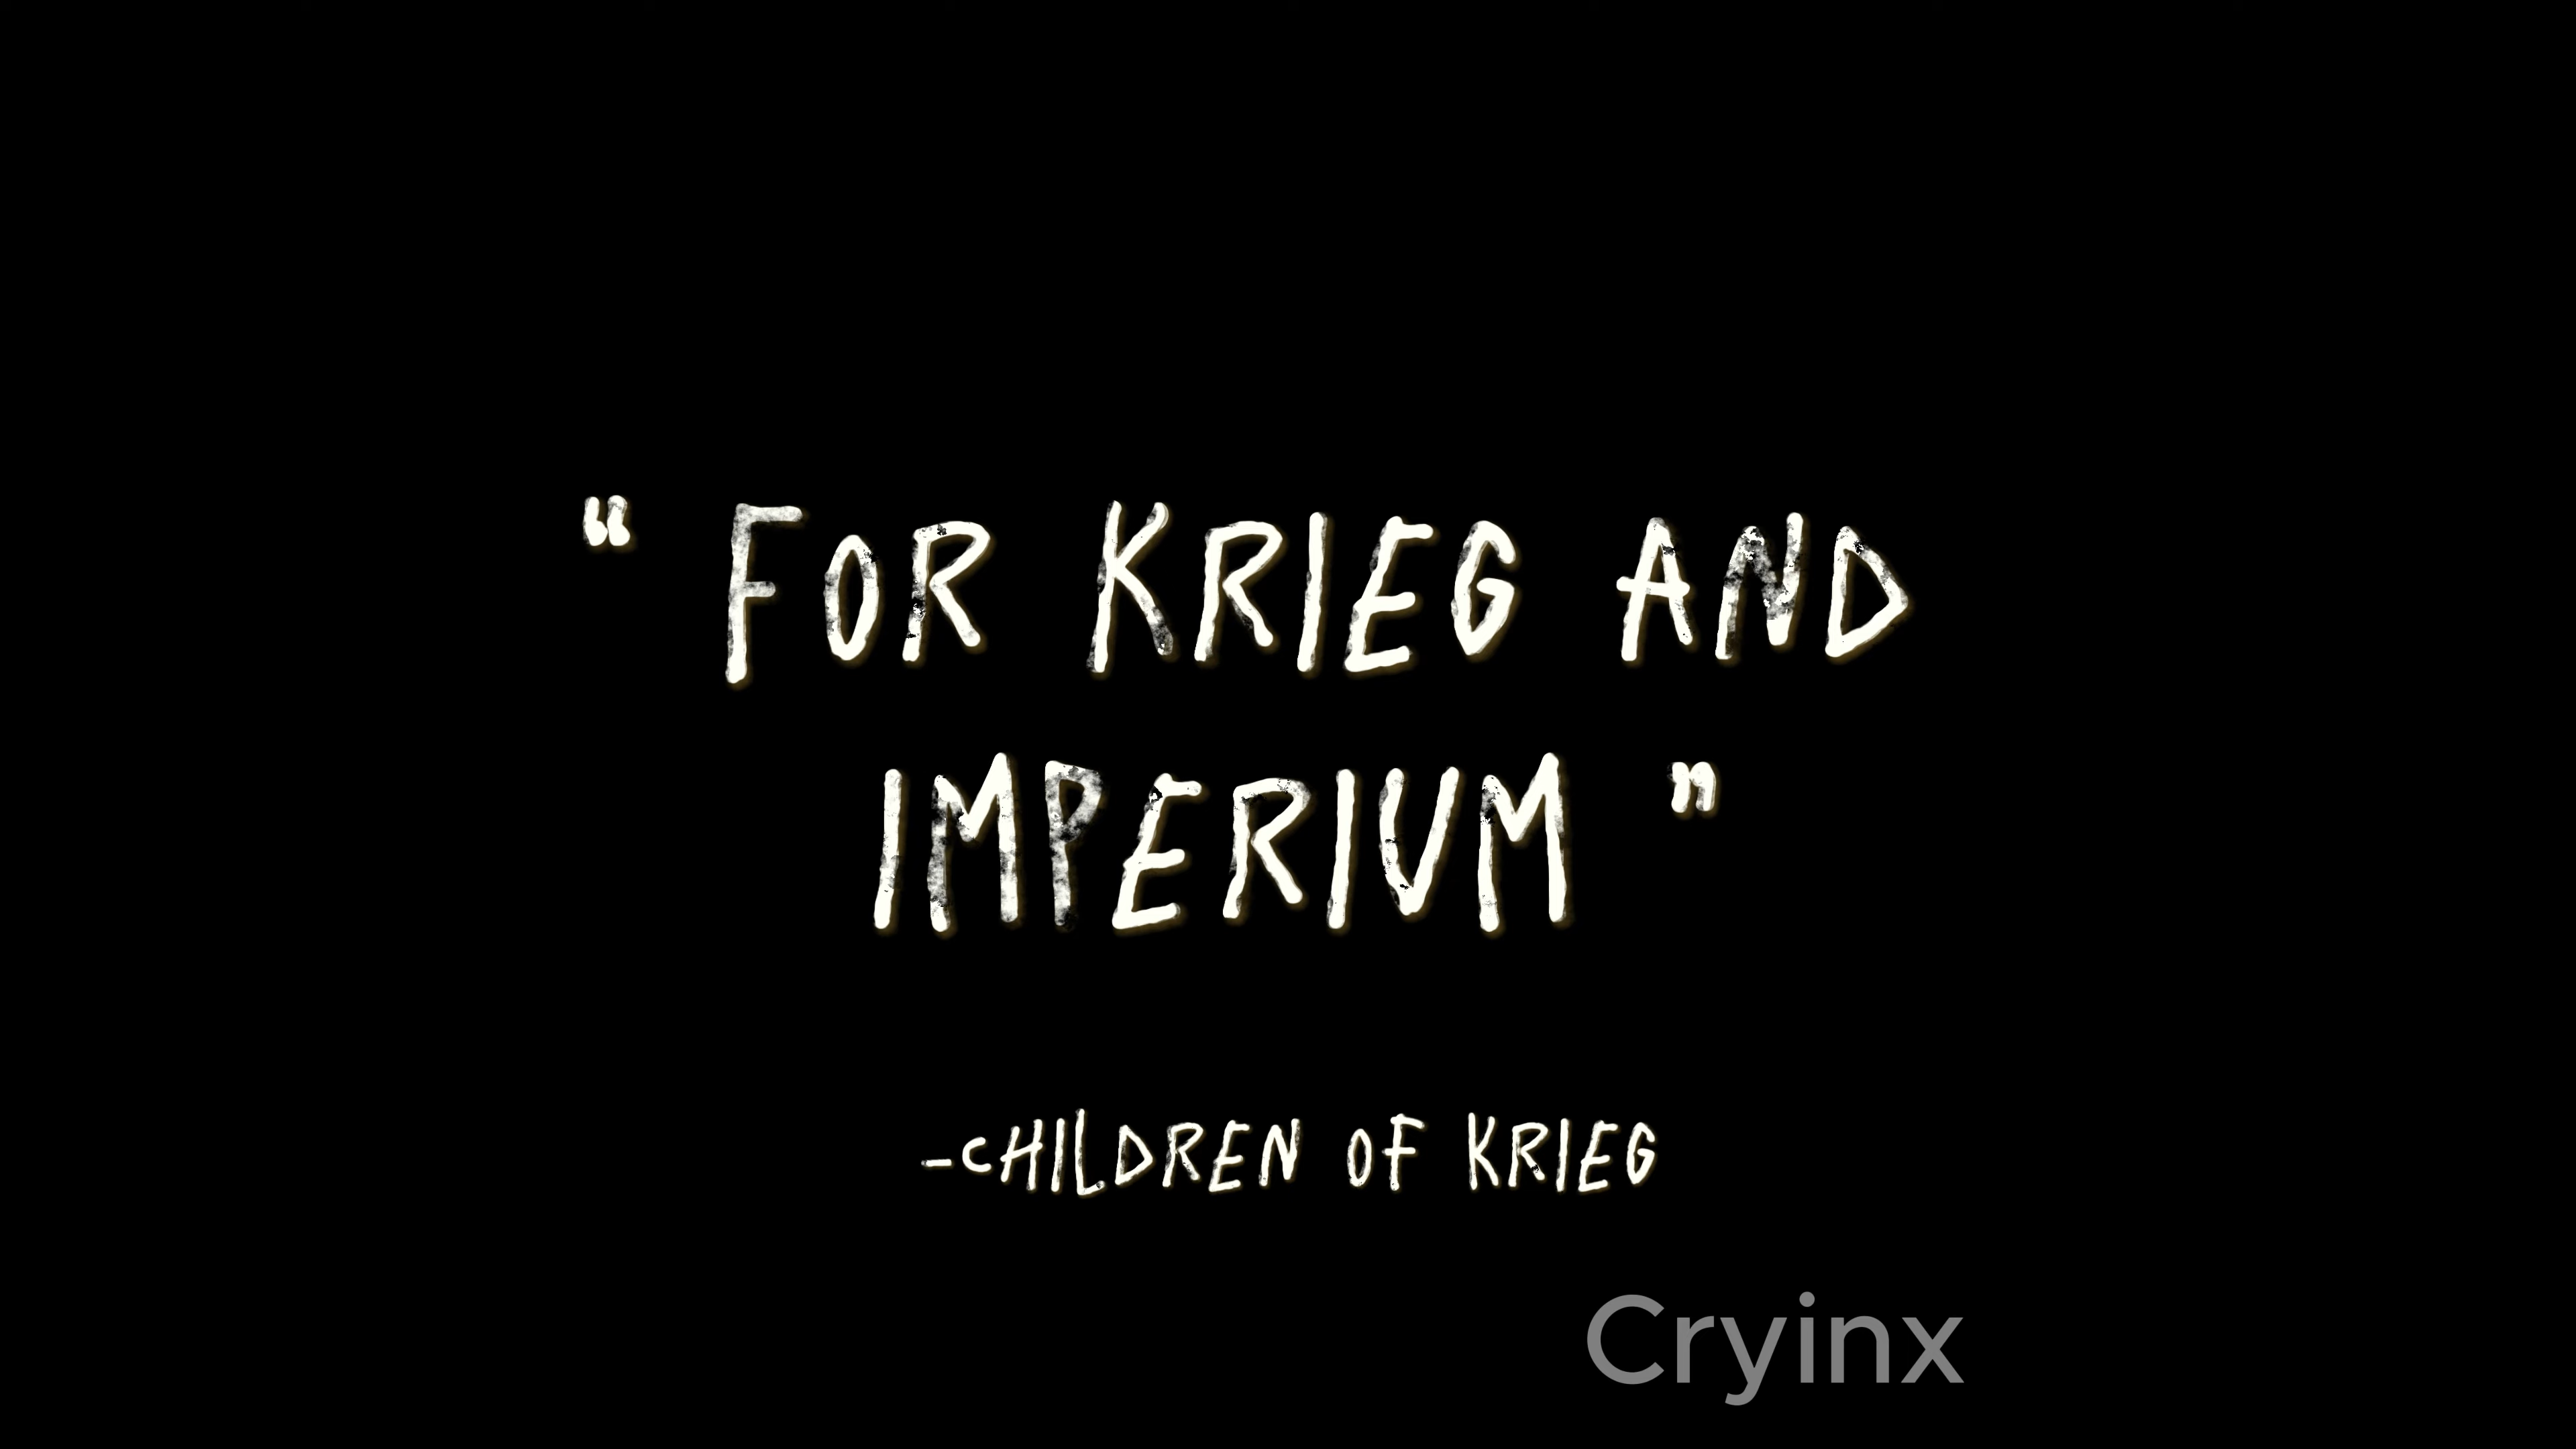 “ FOR KRIEG AND
IMPERIUM ”
-CHILDREN OF KRIEG
Cryinx